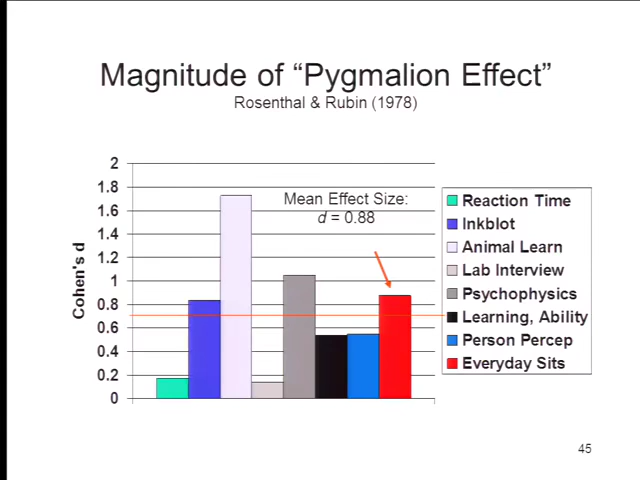 Magnitude of “Pygmalion Effect”
Rosenthal & Rubin (1978)
2
1.8
1.6
1.4
1.2
1
0.8
0.6
0.4
0.2
0
Cohen's d
Mean Effect Size:
d = 0.88
Reaction Time
Inkblot
Animal Learn
Lab Interview
Psychophysics
Learning, Ability
Person Percep
Everyday Sits
45